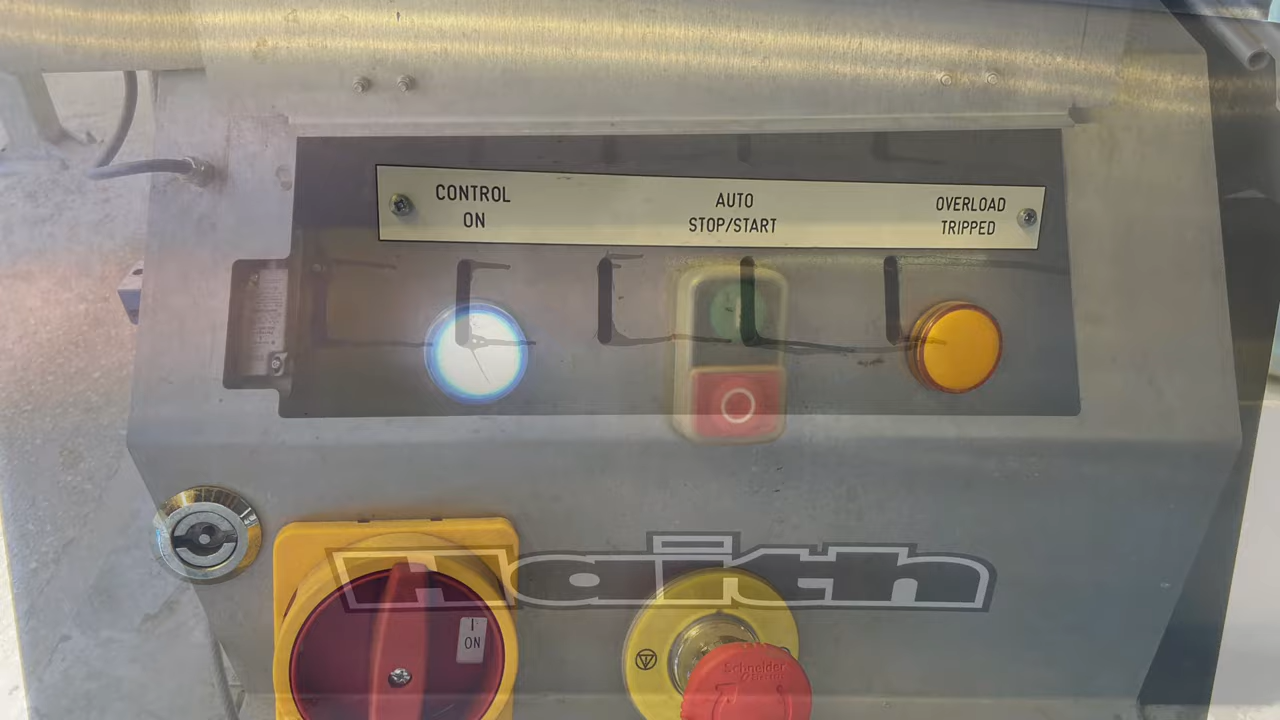 CONTROL
ON
AUTO
STOP/START
OVERLOAD
TRIPPED
Haith
I
ON
Schneider
Electric